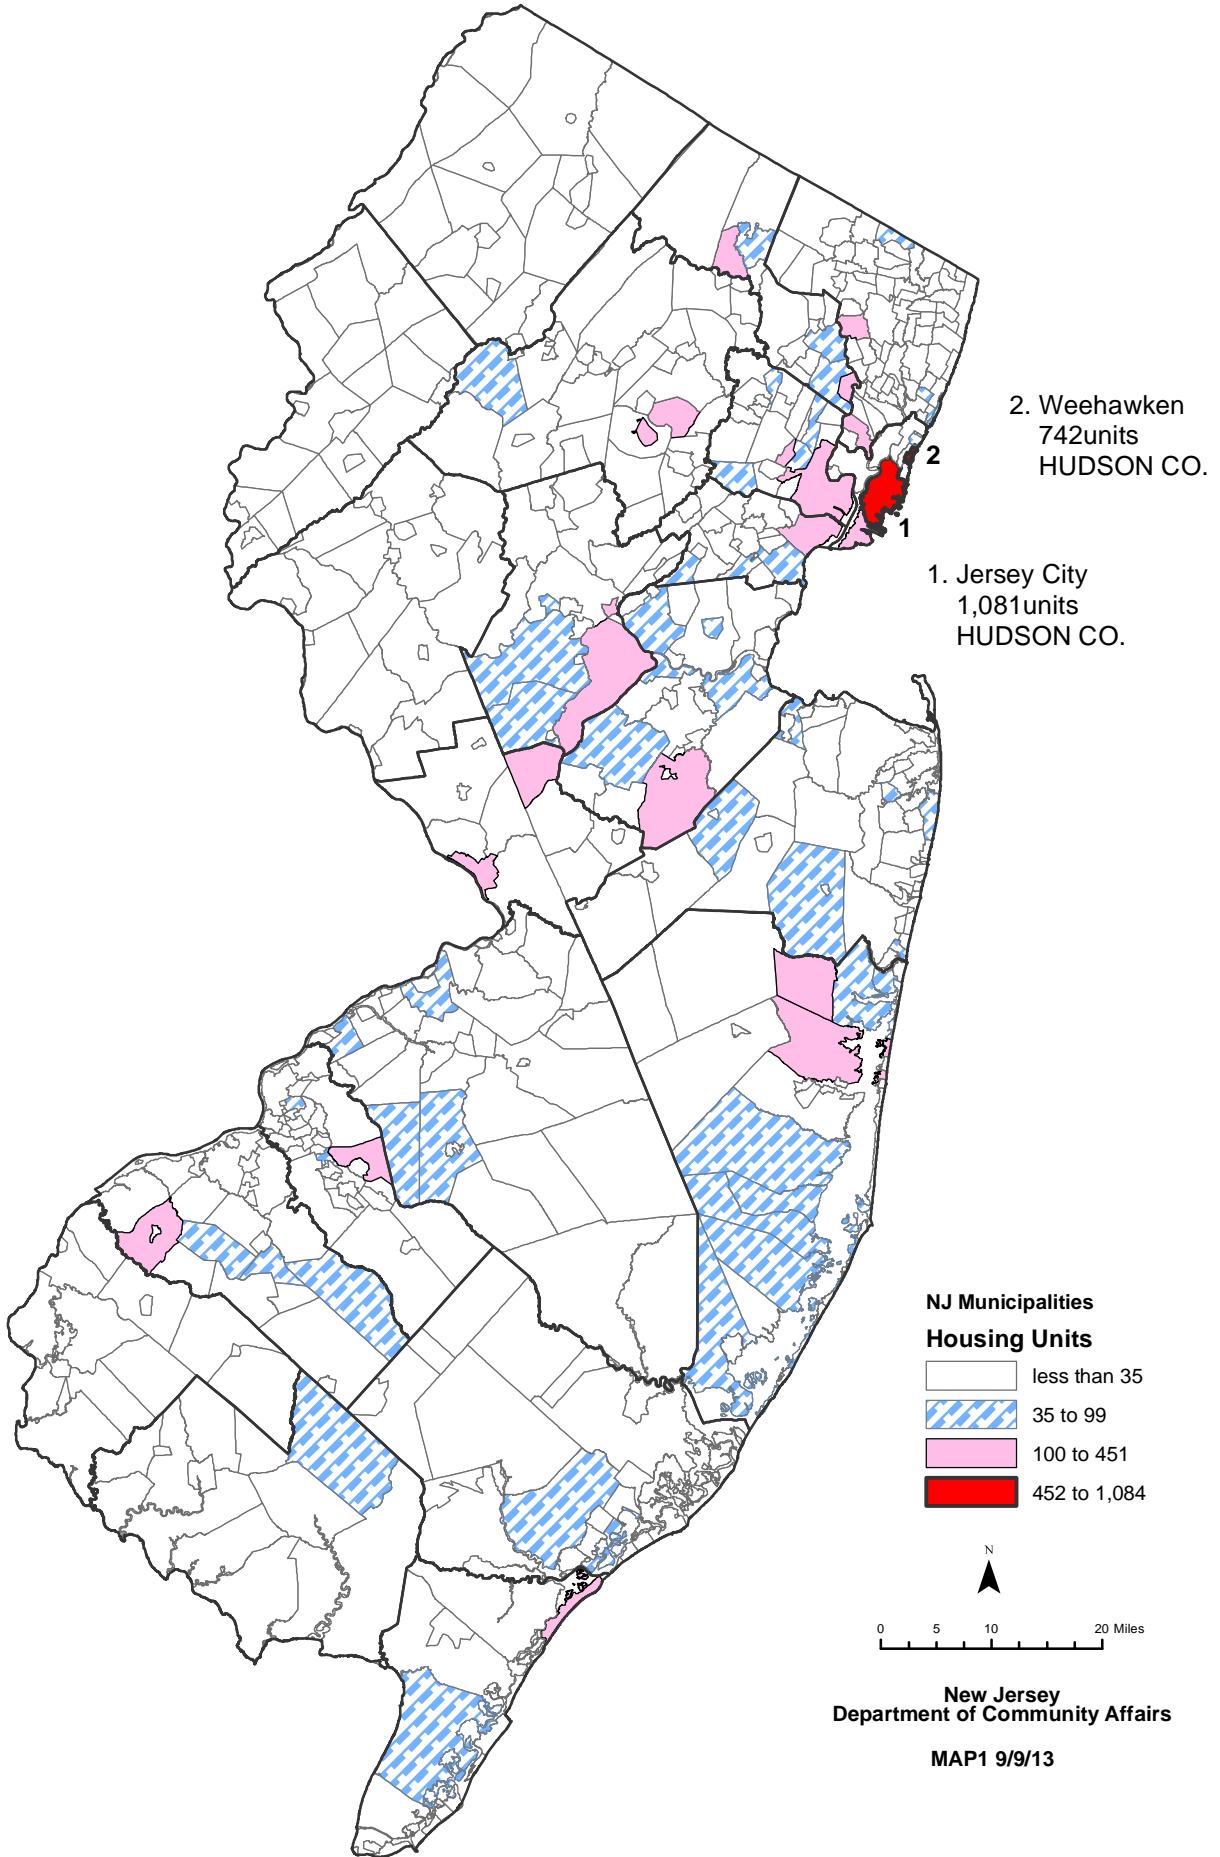 2. Weehawken
742units
HUDSON CO.
2
1
1. Jersey City
1,081units
HUDSON CO.
NJ Municipalities
Housing Units
less than 35
35 to 99
100 to 451
452 to 1,084
N
0 5 10 20 Miles
New Jersey
Department of Community Affairs
MAP1 9/9/13